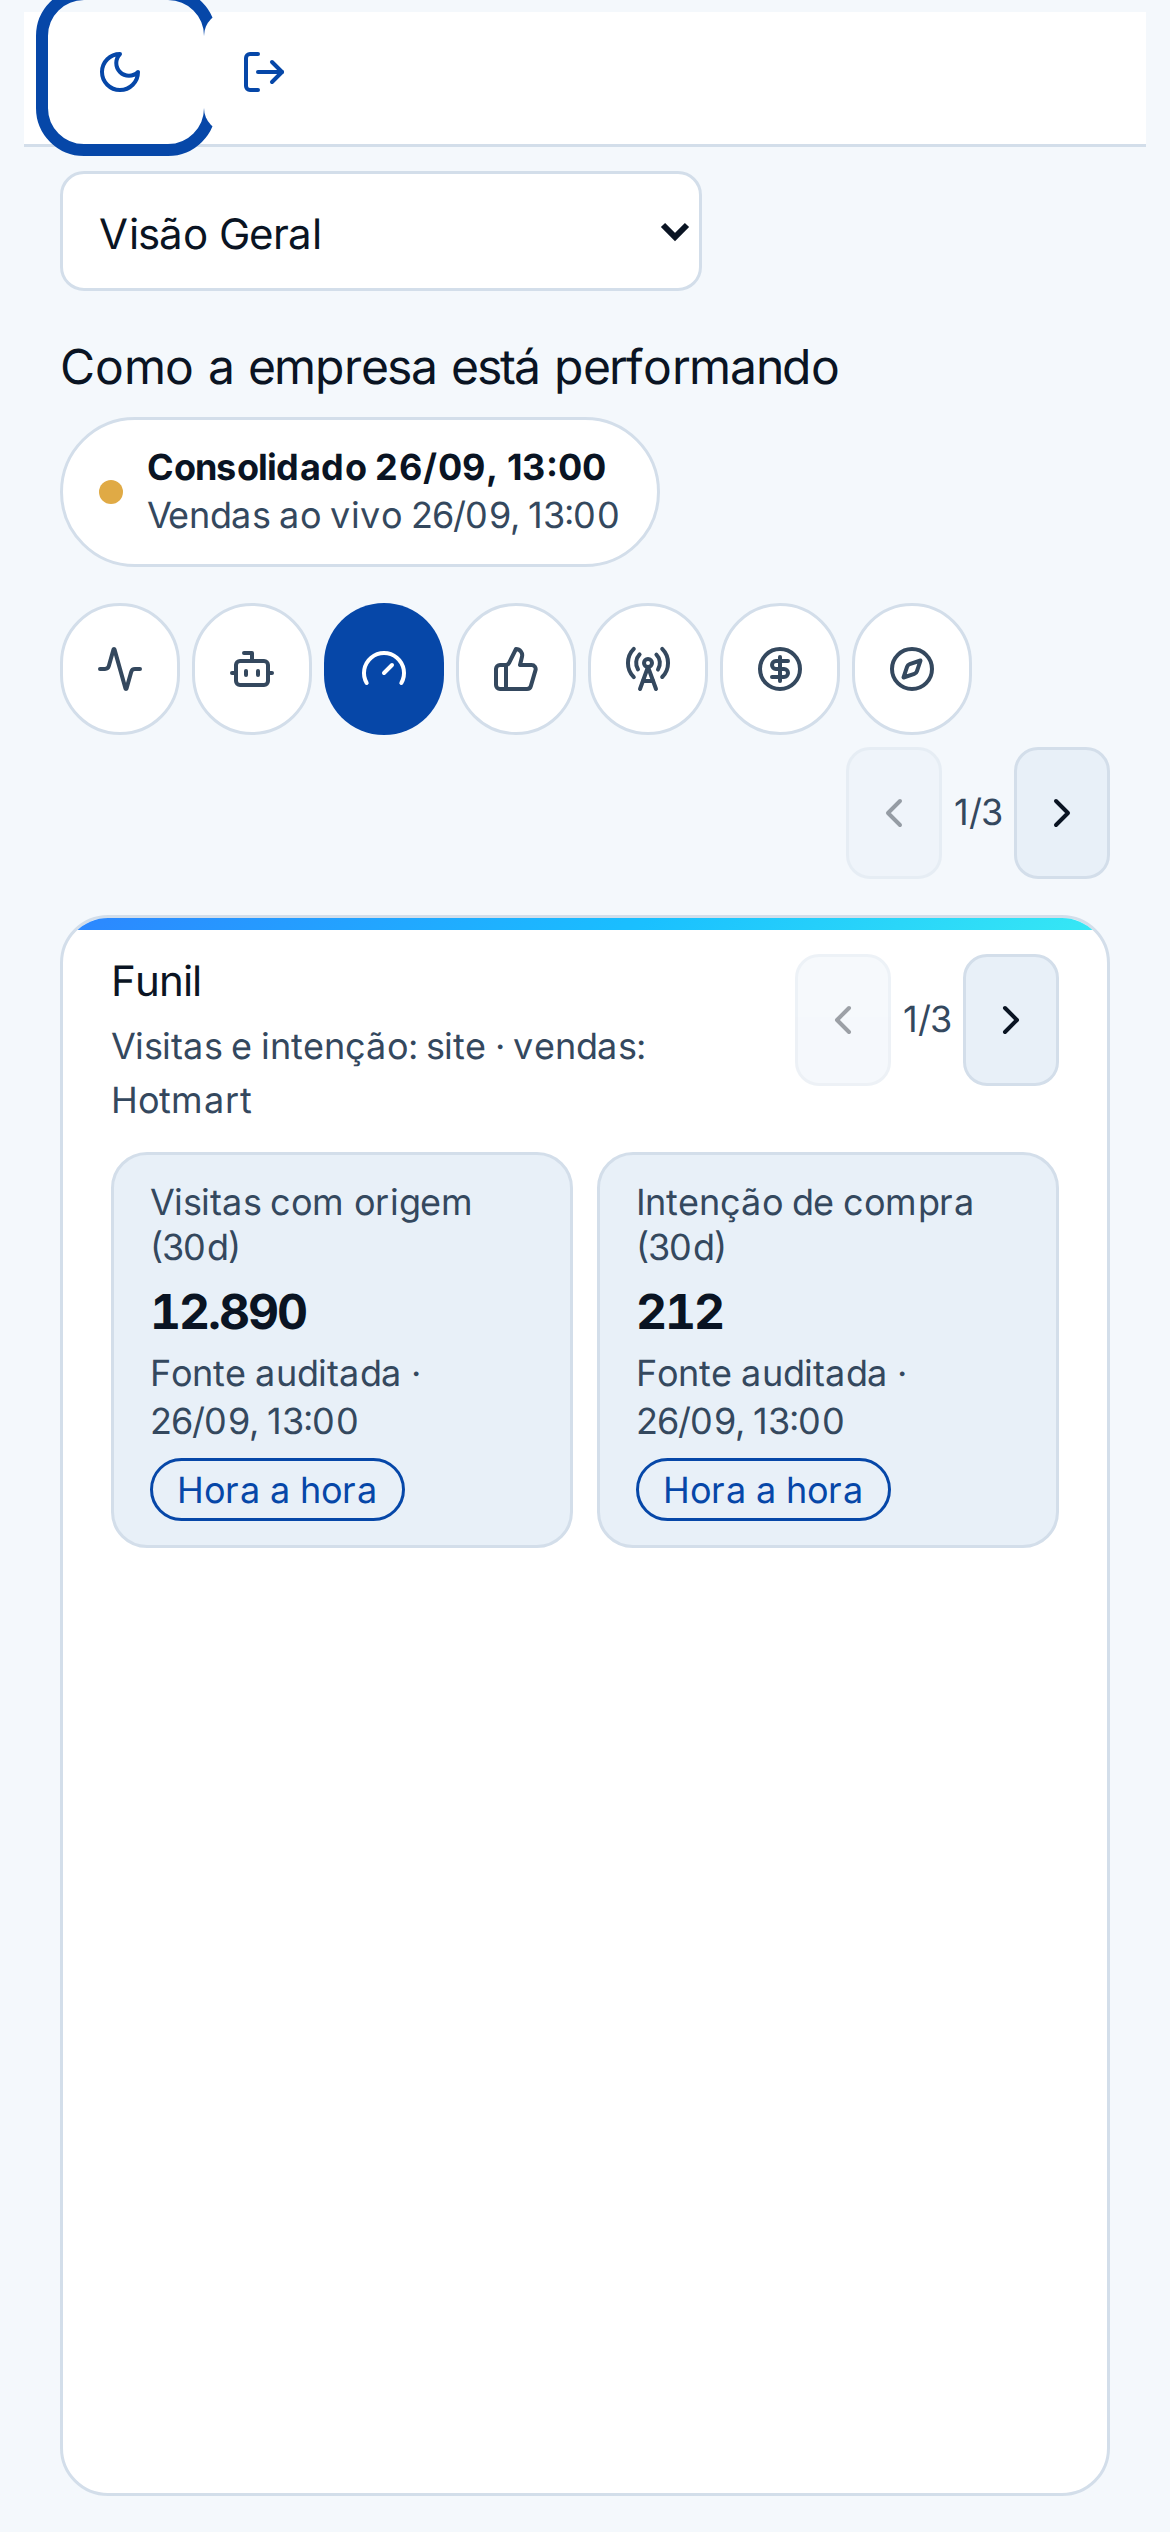 Visão Geral
Como a empresa está performando
Consolidado 26/09, 13:00
Vendas ao vivo 26/09, 13:00
1/3
Funil
1/3
Visitas e intenção: site · vendas:
Hotmart
Visitas com origem
(30d)
12.890
Fonte auditada ·
26/09, 13:00
Hora a hora
Intenção de compra
(30d)
212
Fonte auditada ·
26/09, 13:00
Hora a hora